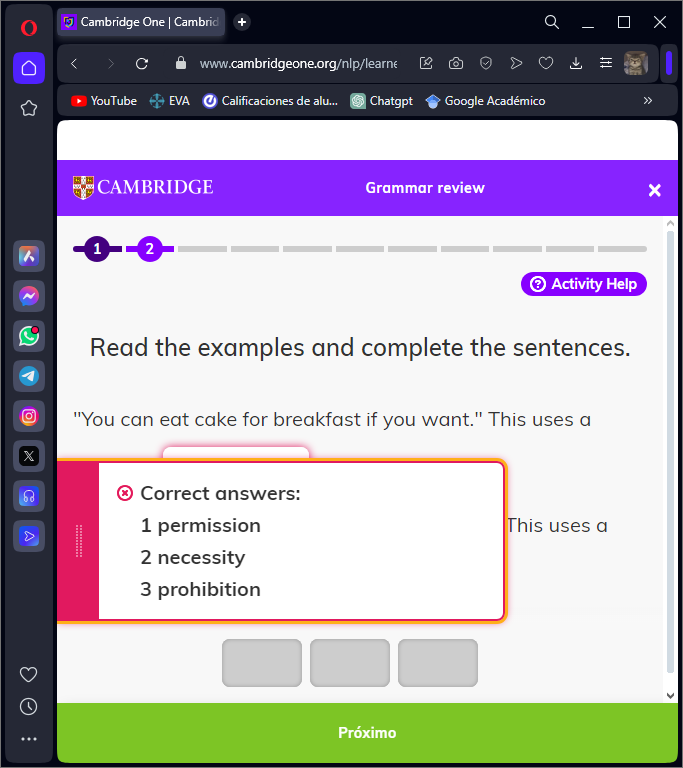 Cambridge One | Cambrid
www.cambridgeone.org/nlp/learne
YouTube EVA Calificaciones de alu... Chatgpt Google Académico »
CAMBRIDGE Grammar review
1 2
Activity Help
Read the examples and complete the sentences.
"You can eat cake for breakfast if you want." This uses a
Correct answers:
1 permission
This uses a
2 necessity
3 prohibition
Próximo